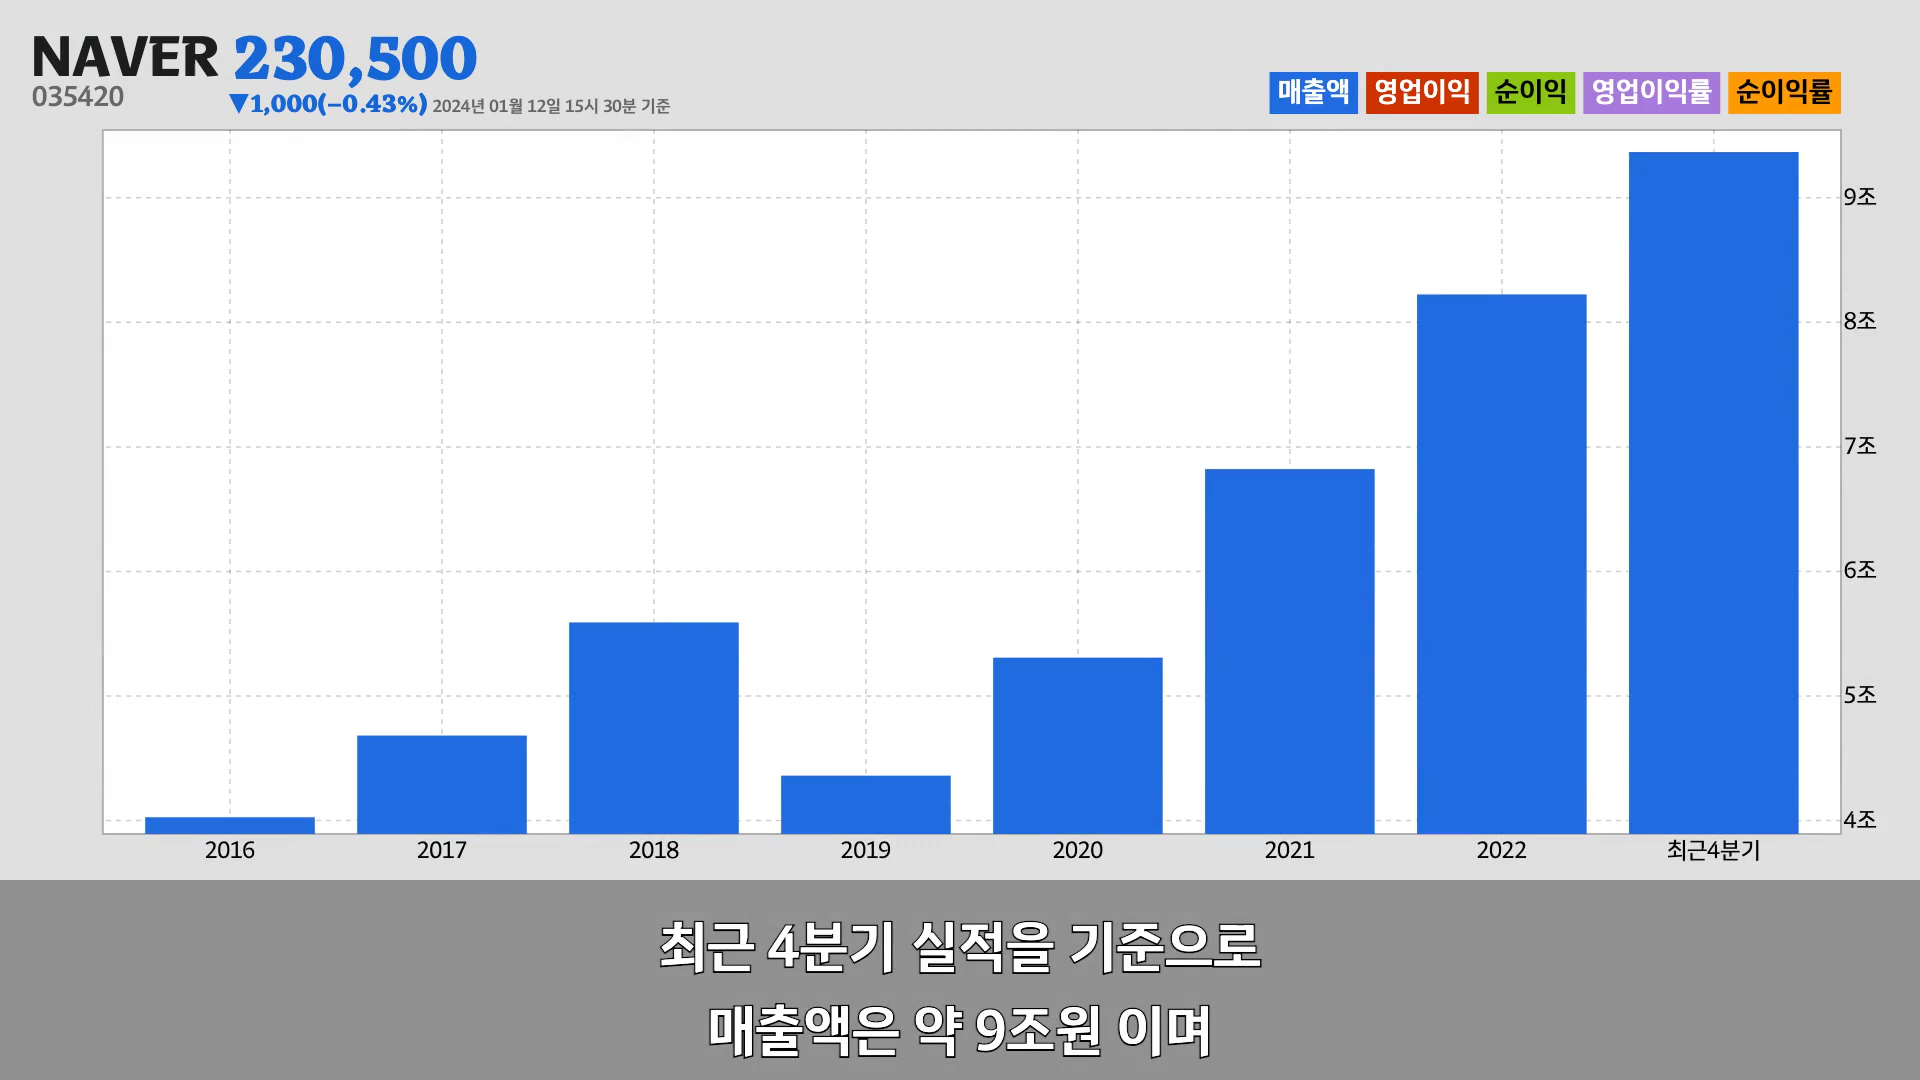 NAVER 230,500
035420
▼1,000(−0.43%) 2024년 01월 12일 15시 30분 기준
매출액 영업이익 순이익 영업이익률 순이익률
9조
8조
7조
6조
5조
4조
2016 2017 2018 2019 2020 2021 2022 최근4분기
최근 4분기 실적을 기준으로
매출액은 약 9조원 이며